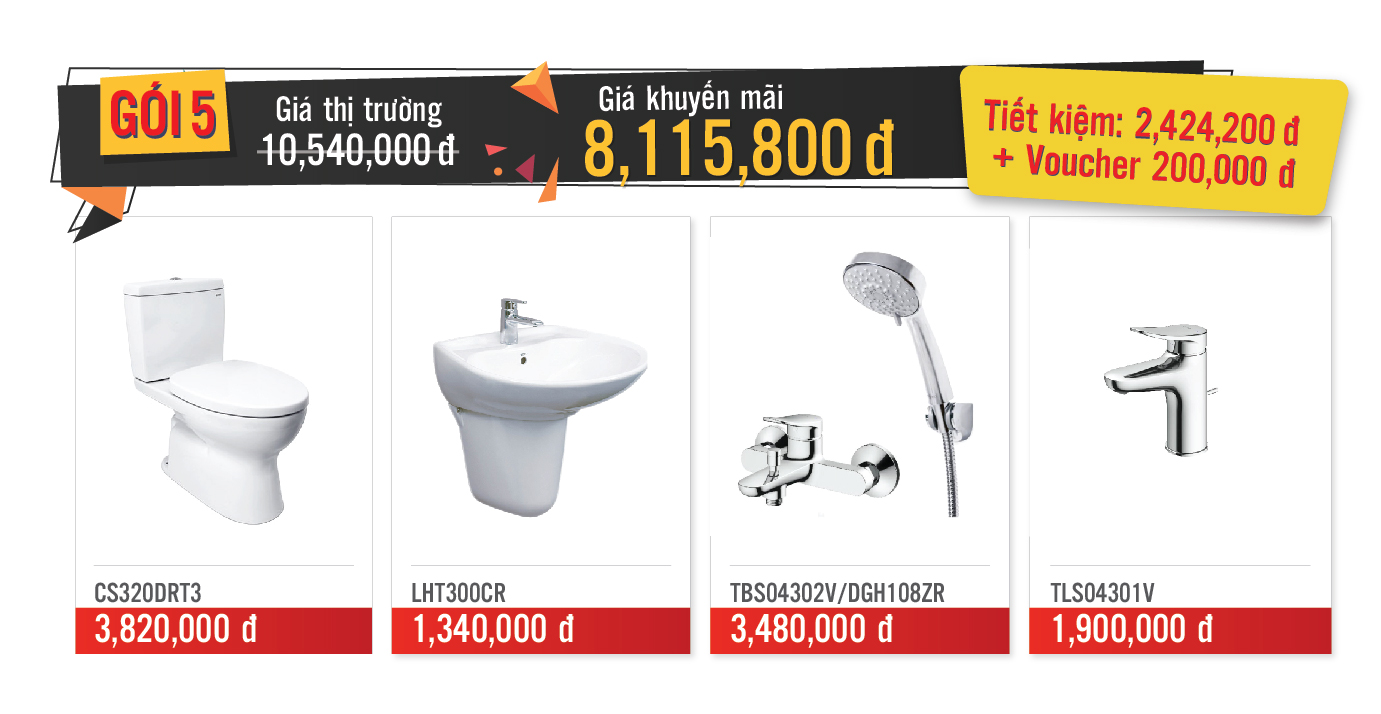 GÓI 5
Giá thị trường
10,540,000 đ
Giá khuyến mãi
8,115,800 đ
Tiết kiệm: 2,424,200 đ
+ Voucher 200,000 đ
CS320DRT3
3,820,000 đ
LHT300CR
1,340,000 đ
TBS04302V/DGH108ZR
3,480,000 đ
TLS04301V
1,900,000 đ